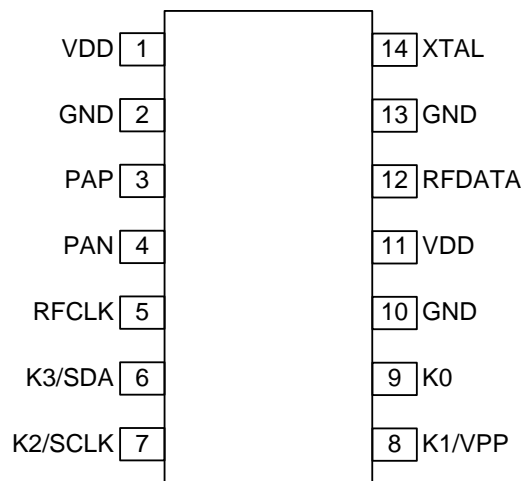 VDD 1 14 XTAL
GND 2 13 GND
PAP 3 12 RFDATA
PAN 4 11 VDD
RFCLK 5 10 GND
K3/SDA 6 9 K0
K2/SCLK 7 8 K1/VPP